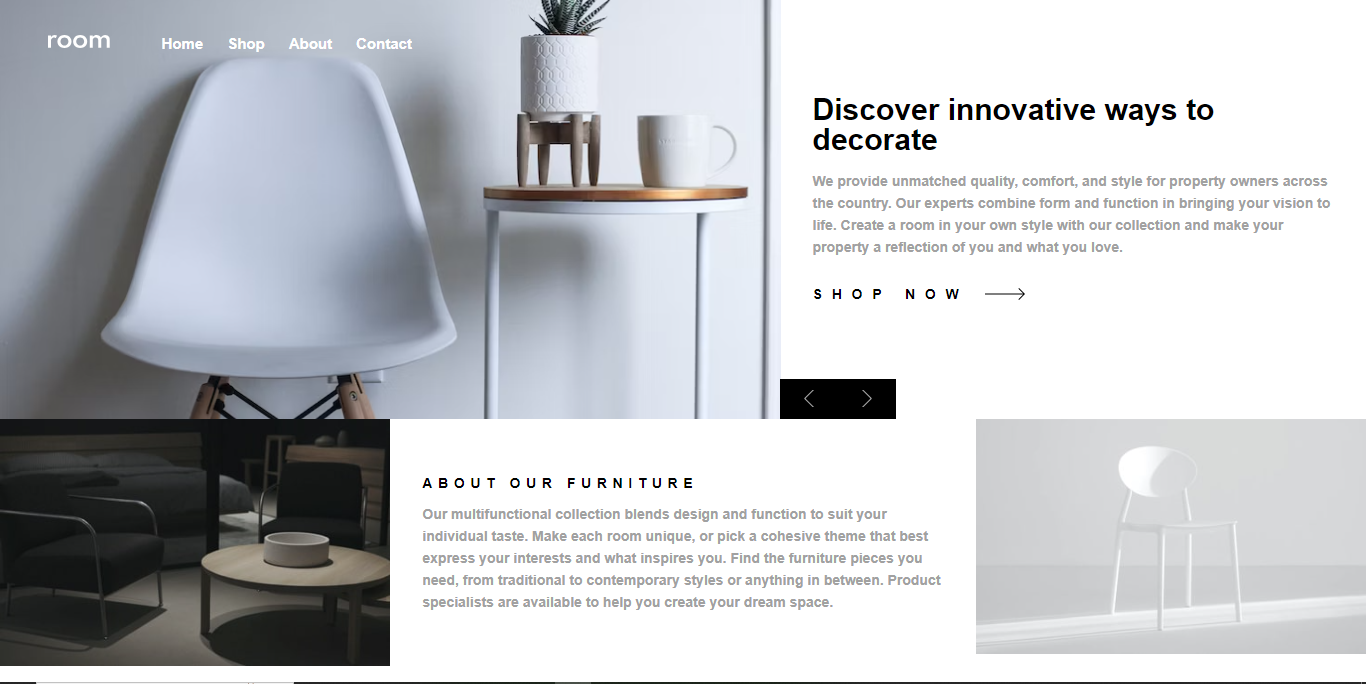 room
Home Shop About Contact
Discover innovative ways to
decorate
We provide unmatched quality, comfort, and style for property owners across
the country. Our experts combine form and function in bringing your vision to
life. Create a room in your own style with our collection and make your
property a reflection of you and what you love.
SHOP NOW
ABOUT OUR FURNITURE
Our multifunctional collection blends design and function to suit your
individual taste. Make each room unique, or pick a cohesive theme that best
express your interests and what inspires you. Find the furniture pieces you
need, from traditional to contemporary styles or anything in between. Product
specialists are available to help you create your dream space.